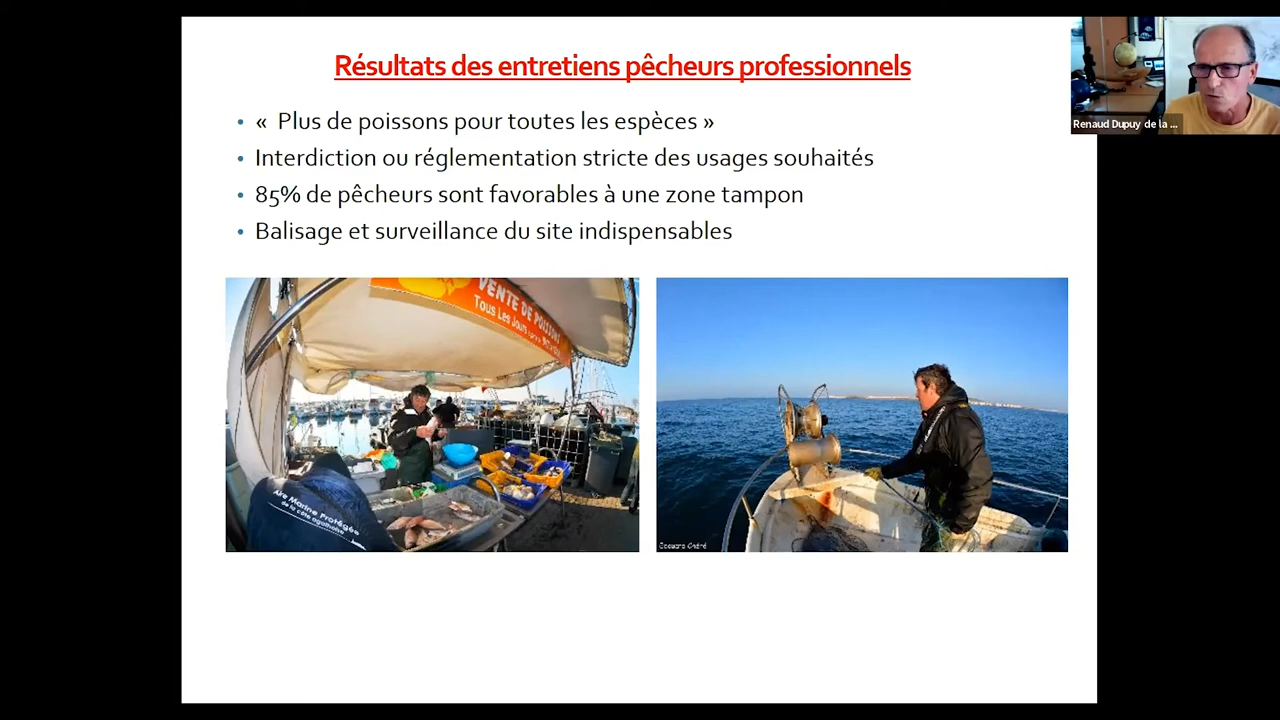 Résultats des entretiens pêcheurs professionnels
• « Plus de poissons pour toutes les espèces »
• Interdiction ou réglementation stricte des usages souhaités
• 85% de pêcheurs sont favorables à une zone tampon
• Balisage et surveillance du site indispensables
Renaud Dupuy de la ...
VENTE DE POISSONS
Tous Les Jours
Aire Marine Protégée
de la côte agathoise